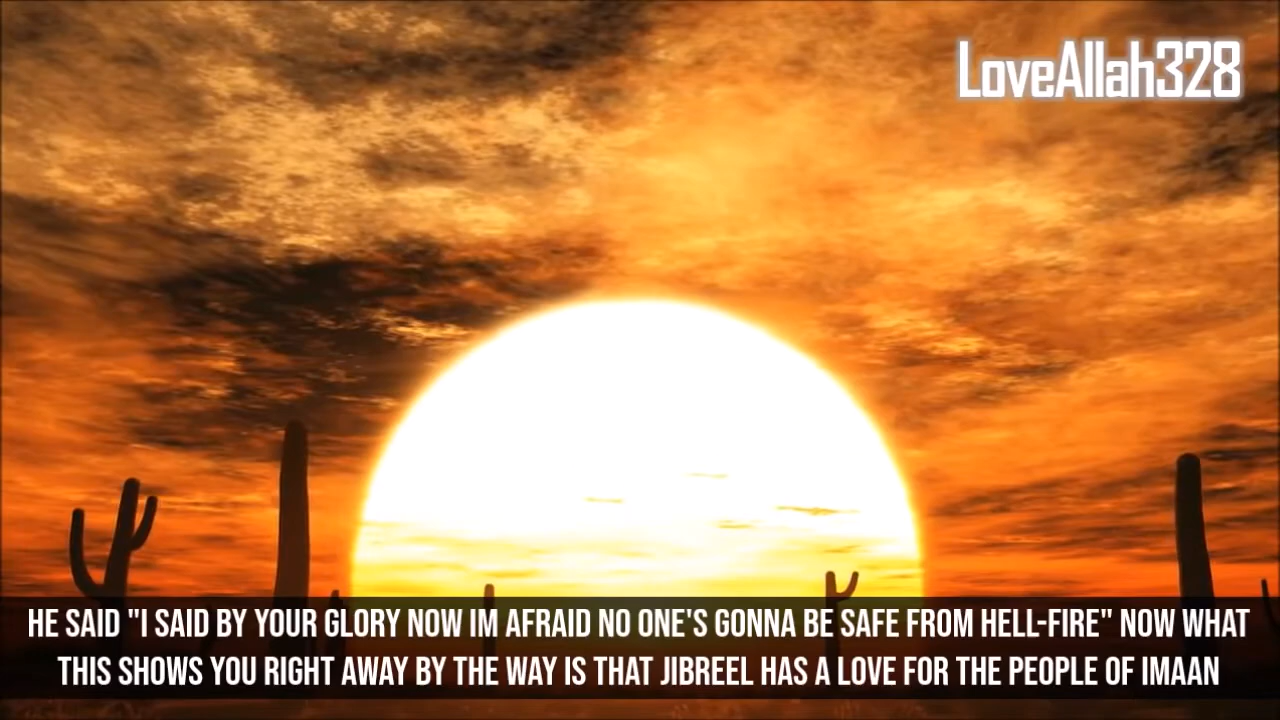 LoveAllah328
HE SAID "I SAID BY YOUR GLORY NOW IM AFRAID NO ONE'S GONNA BE SAFE FROM HELL-FIRE" NOW WHAT
THIS SHOWS YOU RIGHT AWAY BY THE WAY IS THAT JIBREEL HAS A LOVE FOR THE PEOPLE OF IMAAN